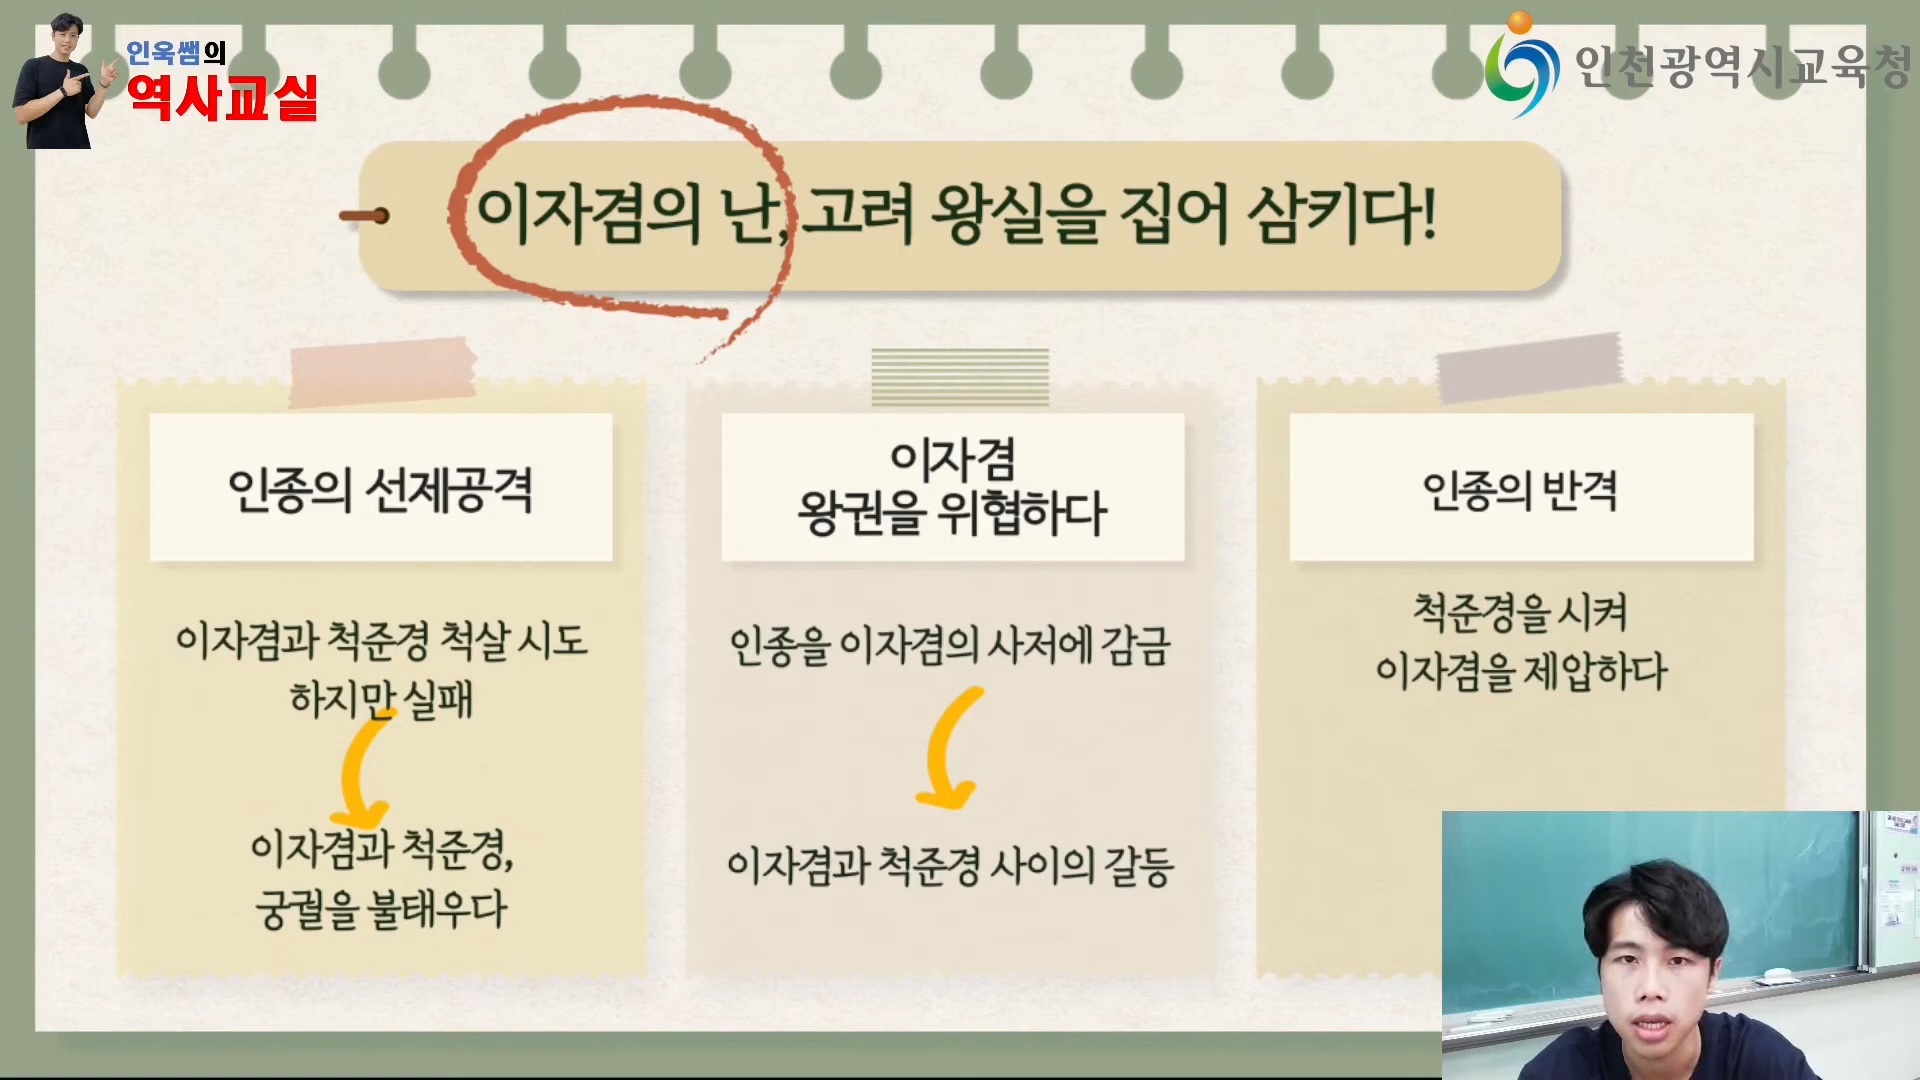 인욱쌤의
역사교실
인천광역시교육청
이자겸의 난, 고려 왕실을 집어 삼키다!
인종의 선제공격
이자겸과 척준경 척살 시도
하지만 실패
이자겸과 척준경,
궁궐을 불태우다
이자겸
왕권을 위협하다
인종을 이자겸의 사저에 감금
이자겸과 척준경 사이의 갈등
인종의 반격
척준경을 시켜
이자겸을 제압하다